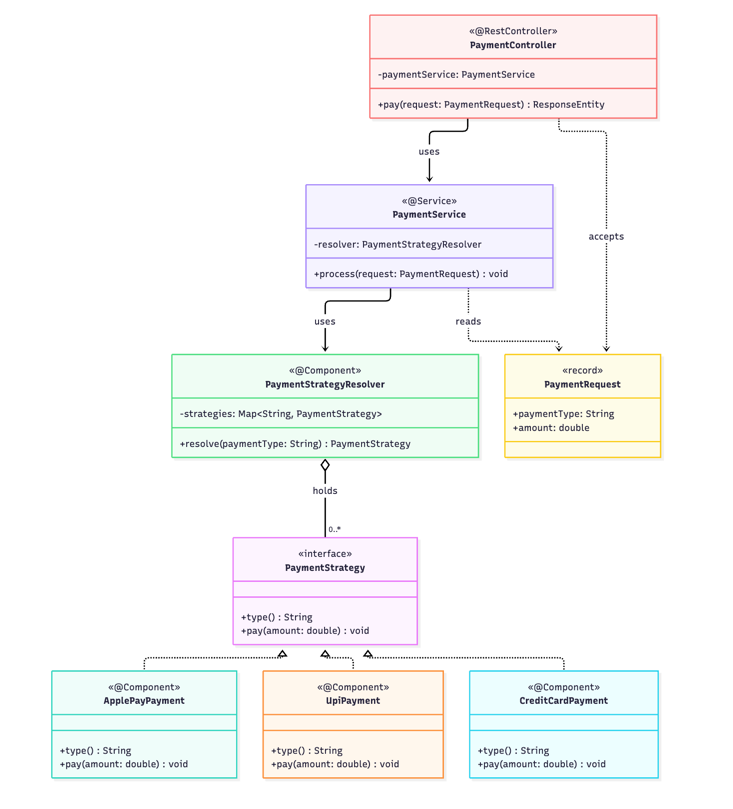 «@RestController»
PaymentController
-paymentService: PaymentService
+pay(request: PaymentRequest) : ResponseEntity
uses
accepts
«@Service»
PaymentService
-resolver: PaymentStrategyResolver
+process(request: PaymentRequest) : void
uses
reads
«@Component»
PaymentStrategyResolver
-strategies: Map<String, PaymentStrategy>
+resolve(paymentType: String) : PaymentStrategy
«record»
PaymentRequest
+paymentType: String
+amount: double
holds
0..*
«interface»
PaymentStrategy
+type() : String
+pay(amount: double) : void
«@Component»
ApplePayPayment
+type() : String
+pay(amount: double) : void
«@Component»
UpiPayment
+type() : String
+pay(amount: double) : void
«@Component»
CreditCardPayment
+type() : String
+pay(amount: double) : void